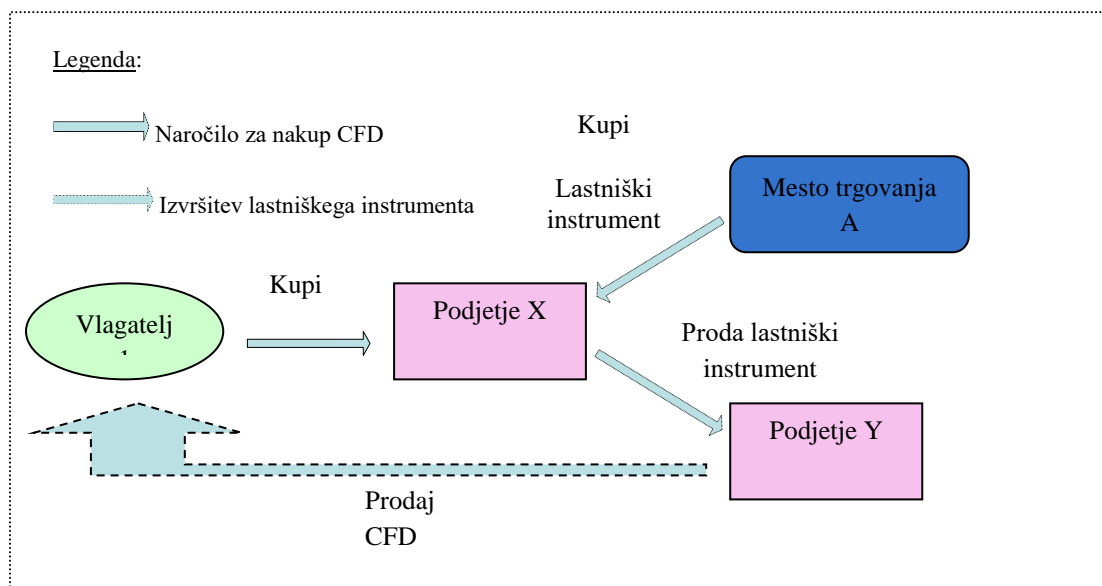 Legenda:
Naročilo za nakup CFD
Izvršitev lastniškega instrumenta
Kupi
Lastniški
instrument
Mesto trgovanja
A
Kupi
Vlagatelj
Podjetje X
Proda lastniški
instrument
Podjetje Y
Prodaj
CFD